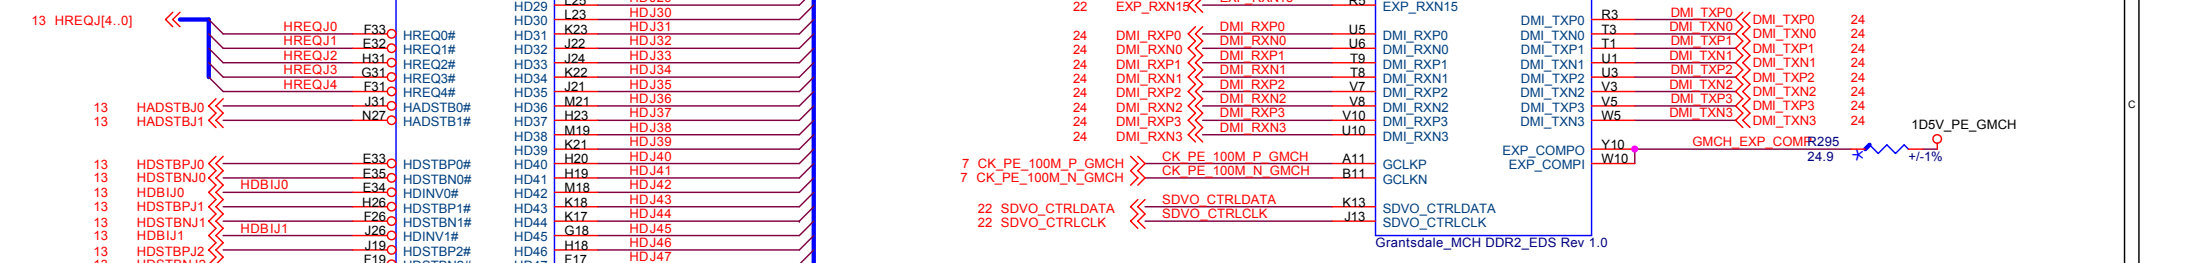 13 HREQJ[4..0]
HREQJ0 F33 HREQ0#
HREQJ1 E32 HREQ1#
HREQJ2 H31 HREQ2#
HREQJ3 G31 HREQ3#
HREQJ4 F31 HREQ4#
13 HADSTBJ0 J31 HADSTB0#
13 HADSTBJ1 N27 HADSTB1#
13 HDSTBPJ0 E33 HDSTBP0#
13 HDSTBNJ0 E35 HDSTBN0#
13 HDBIJ0 HDBIJ0 E34 HDINV0#
13 HDSTBPJ1 H26 HDSTBP1#
13 HDSTBNJ1 F26 HDSTBN1#
13 HDBIJ1 HDBIJ1 J26 HDINV1#
13 HDSTBPJ2 J19 HDSTBP2#
F19
HD29
HD30 L23 HDJ30
HD31 K23 HDJ31
HD32 J22 HDJ32
HD33 J24 HDJ33
HD34 K22 HDJ34
HD35 J21 HDJ35
HD36 M21 HDJ36
HD37 H23 HDJ37
HD38 M19 HDJ38
HD39 K21 HDJ39
HD40 H20 HDJ40
HD41 H19 HDJ41
HD42 M18 HDJ42
HD43 K18 HDJ43
HD44 K17 HDJ44
HD45 G18 HDJ45
HD46 H18 HDJ46
F17 HDJ47
22 EXP_RXN15 R5 EXP_RXN15
24 DMI_RXP0 DMI_RXP0 U5 DMI_RXP0
24 DMI_RXN0 DMI_RXN0 U6 DMI_RXN0
24 DMI_RXP1 DMI_RXP1 T9 DMI_RXP1
24 DMI_RXN1 DMI_RXN1 T8 DMI_RXN1
24 DMI_RXP2 DMI_RXP2 V7 DMI_RXP2
24 DMI_RXN2 DMI_RXN2 V8 DMI_RXN2
24 DMI_RXP3 DMI_RXP3 V10 DMI_RXP3
24 DMI_RXN3 DMI_RXN3 U10 DMI_RXN3
7 CK_PE_100M_P_GMCH CK_PE_100M_P_GMCH A11 GCLKP
7 CK_PE_100M_N_GMCH CK_PE_100M_N_GMCH B11 GCLKN
22 SDVO_CTRLDATA SDVO_CTRLDATA K13 SDVO_CTRLDATA
22 SDVO_CTRLCLK SDVO_CTRLCLK J13 SDVO_CTRLCLK
DMI_TXP0 R3 DMI_TXP0 DMI_TXP0 24
DMI_TXN0 T3 DMI_TXN0 DMI_TXN0 24
DMI_TXP1 T1 DMI_TXP1 DMI_TXP1 24
DMI_TXN1 U1 DMI_TXN1 DMI_TXN1 24
DMI_TXP2 U3 DMI_TXP2 DMI_TXP2 24
DMI_TXN2 V3 DMI_TXN2 DMI_TXN2 24
DMI_TXP3 V5 DMI_TXP3 DMI_TXP3 24
DMI_TXN3 W5 DMI_TXN3 DMI_TXN3 24
EXP_COMPO Y10 R295
EXP_COMPI W10 24.9 +/-1%
1D5V_PE_GMCH
Grantsdale_MCH DDR2_EDS Rev 1.0
C